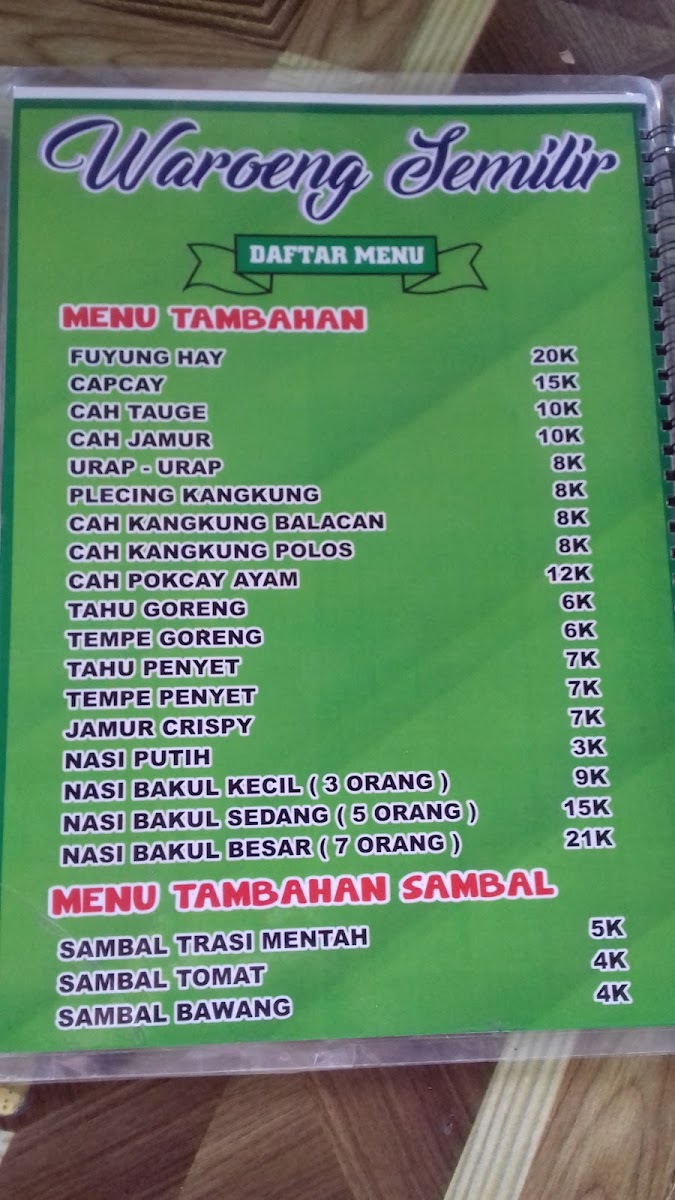 Waroeng Semilir
DAFTAR MENU
MENU TAMBAHAN
FUYUNG HAY 20K
CAPCAY 15K
CAH TAUGE 10K
CAH JAMUR 10K
URAP - URAP 8K
PLECING KANGKUNG 8K
CAH KANGKUNG BALACAN 8K
CAH KANGKUNG POLOS 8K
CAH POKCAY AYAM 12K
TAHU GORENG 6K
TEMPE GORENG 6K
TAHU PENYET 7K
TEMPE PENYET 7K
JAMUR CRISPY 7K
NASI PUTIH 3K
NASI BAKUL KECIL ( 3 ORANG ) 9K
NASI BAKUL SEDANG ( 5 ORANG ) 15K
NASI BAKUL BESAR ( 7 ORANG ) 21K
MENU TAMBAHAN SAMBAL
SAMBAL TRASI MENTAH 5K
SAMBAL TOMAT 4K
SAMBAL BAWANG 4K